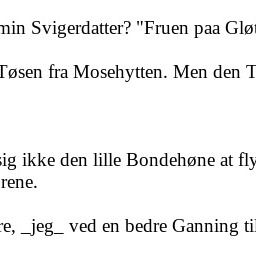 min Svigerdatter? "Fruen paa Glø
Tøsen fra Mosehytten. Men den T
sig ikke den lille Bondehøne at fly
rene.
re, _jeg_ ved en bedre Ganning til